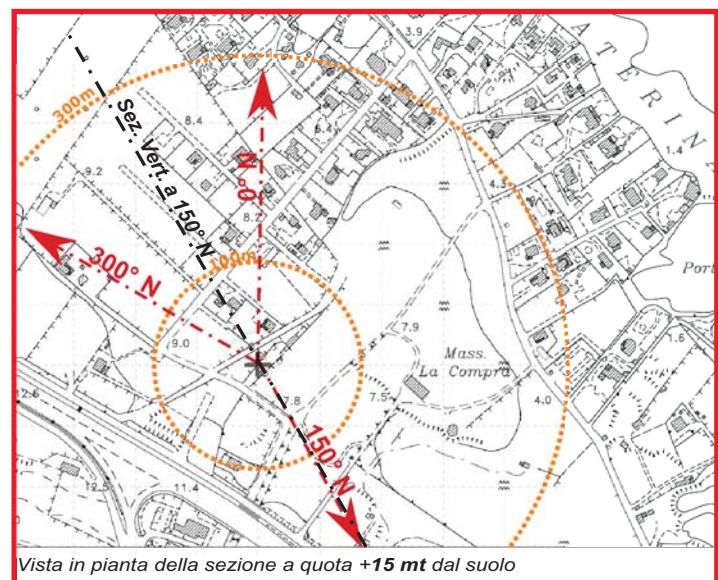 3.9
ATERINA
300m
8.4
6.4
1.4
Sez. Vert. a 150° N
0° N
9.2
4.3
8.2
100m
300° N
Port
7.9
9.0
1.6
Mass.
La Compra
12.6
7.8
7.5
4.0
150° N
11.4
Vista in pianta della sezione a quota +15 mt dal suolo